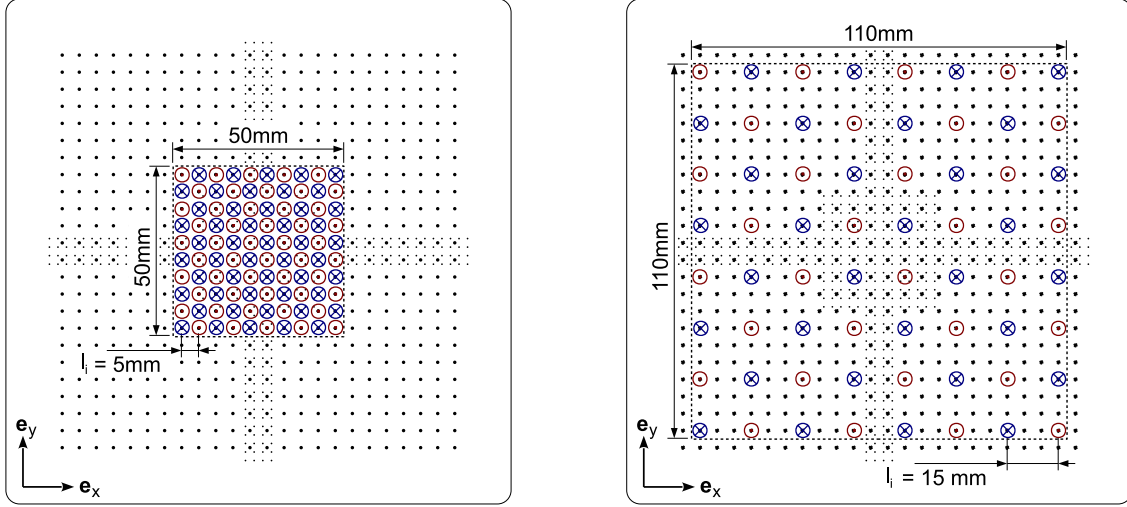 50mm
50mm
l_i = 5mm
e_y
e_x
110mm
110mm
l_i = 15 mm
e_y
e_x